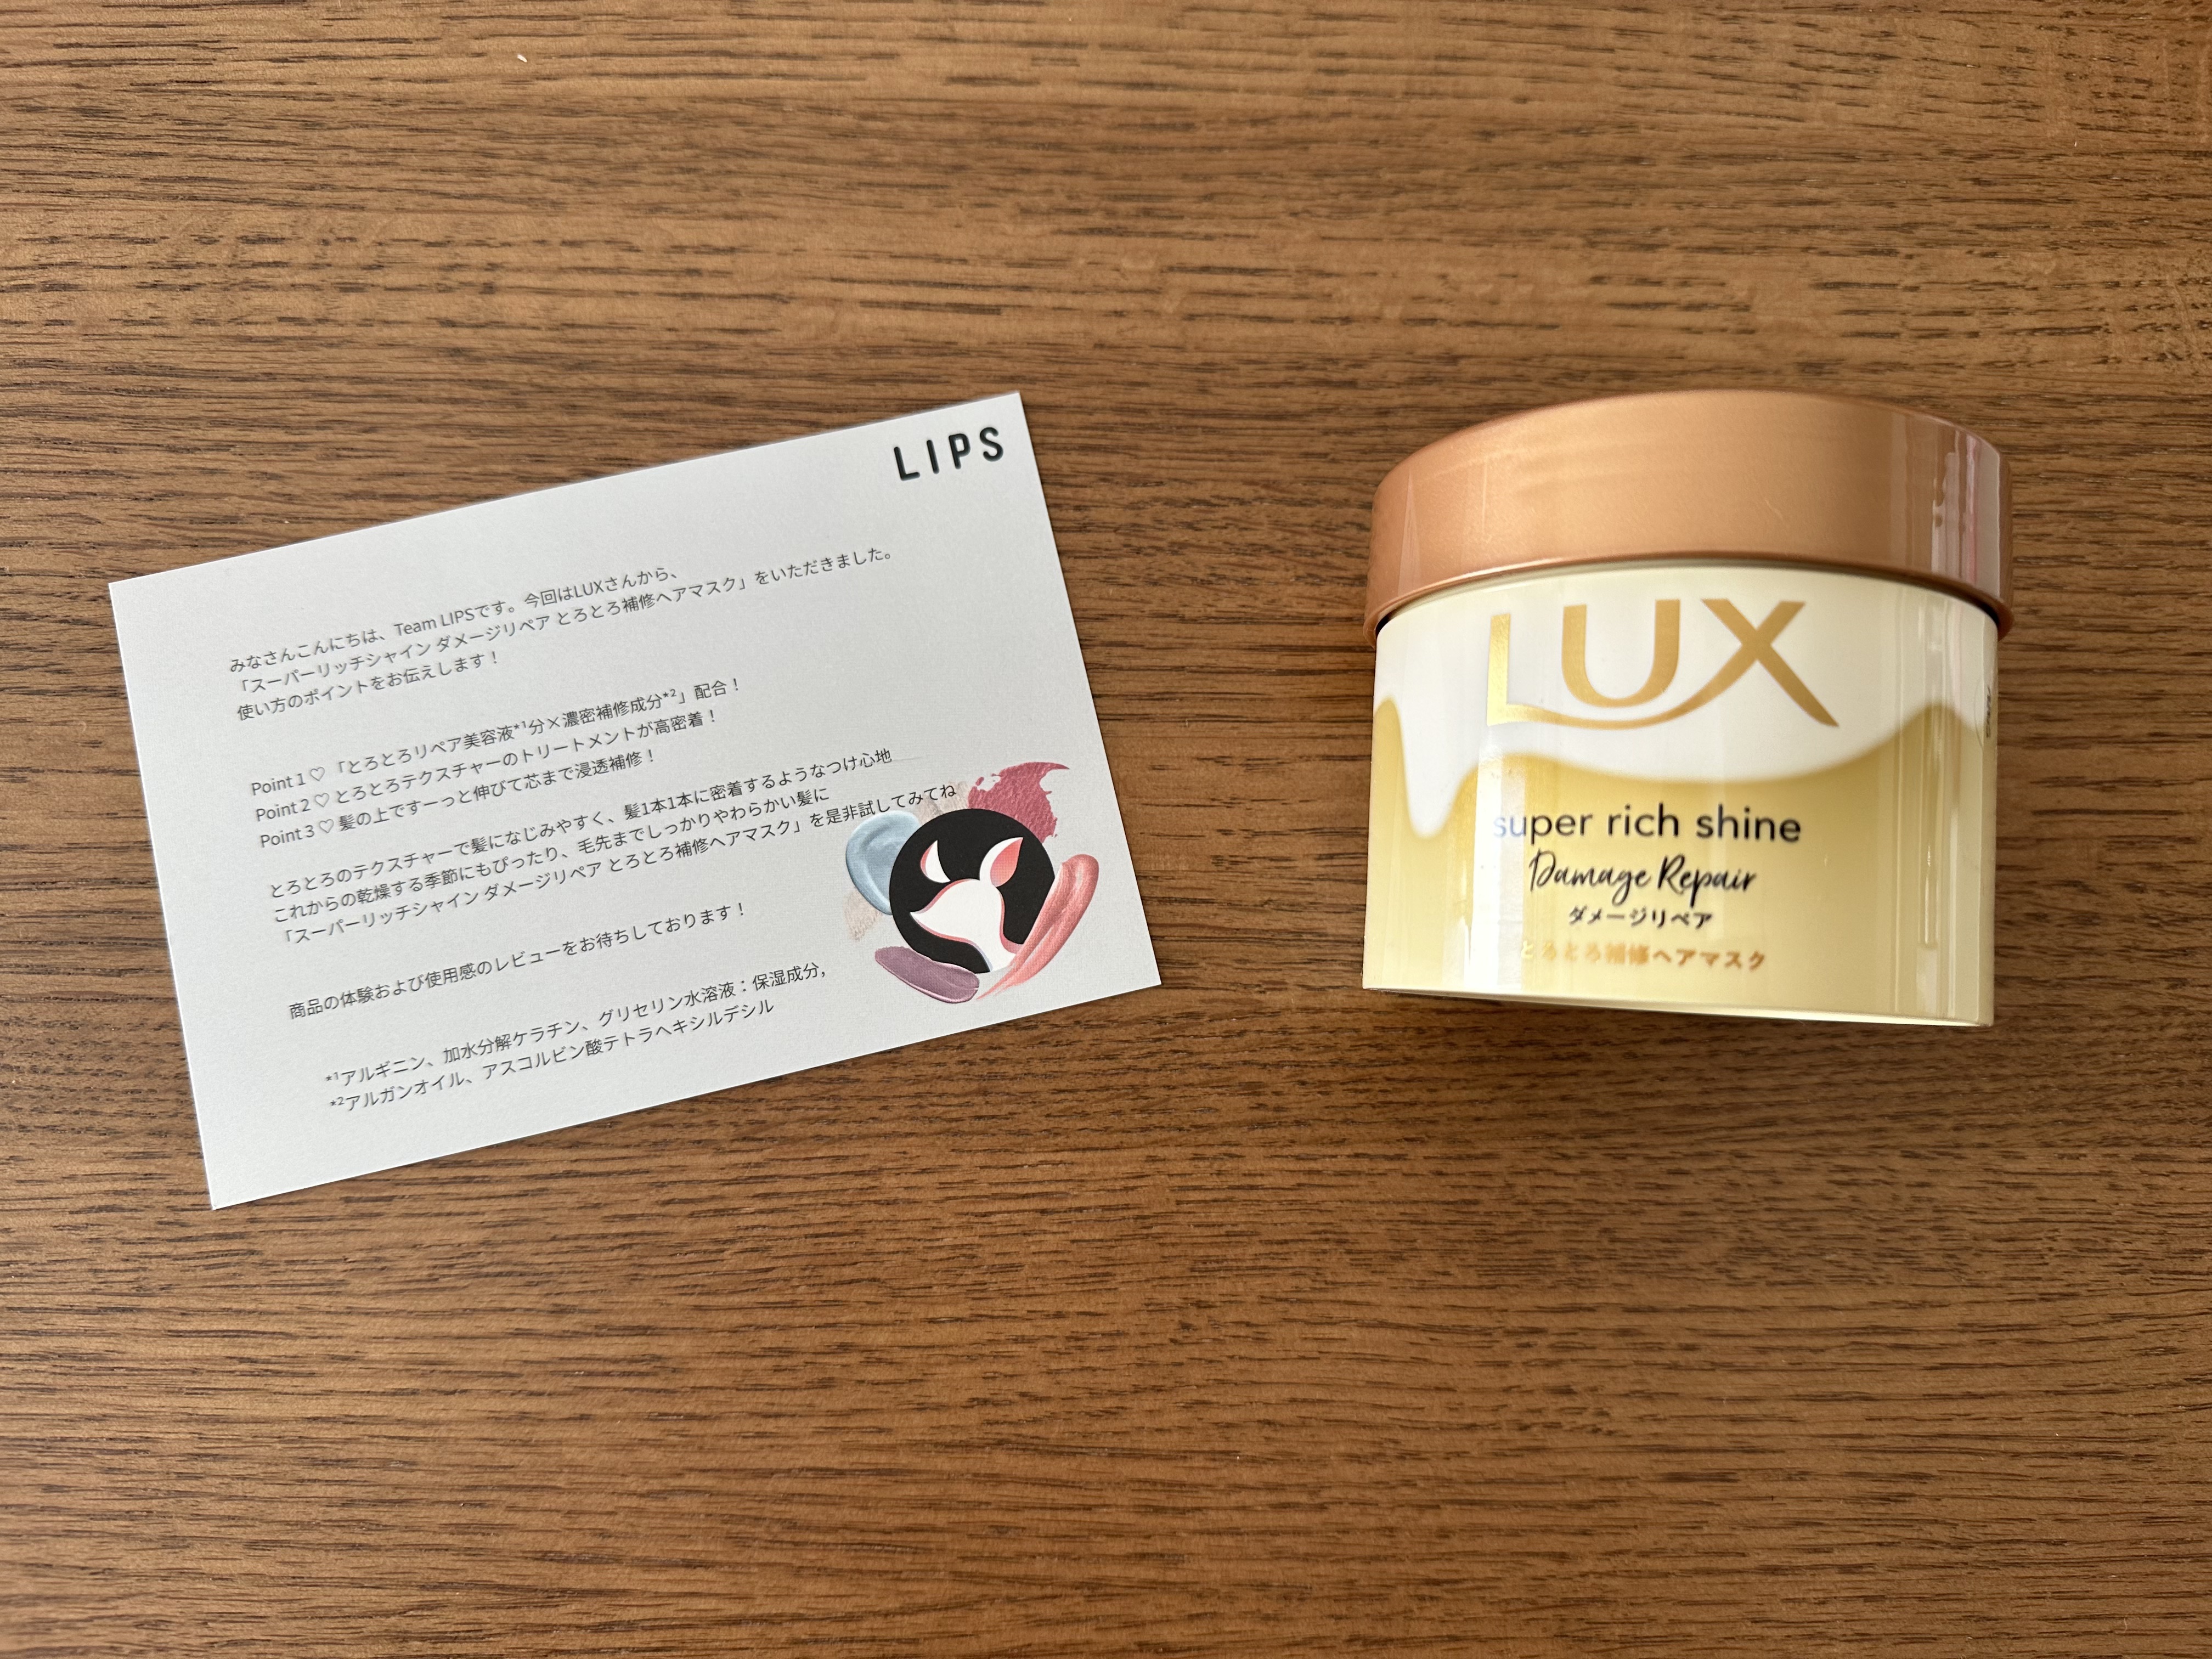 LIPS
みなさんこんにちは、Team LIPSです。今回はLUXさんから、
「スーパーリッチシャイン ダメージリペア とろとろ補修ヘアマスク」をいただきました。
使い方のポイントをお伝えします！
Point 1 ♡「とろとろリペア美容液*¹分×濃密補修成分*²」配合！
Point 2 ♡ とろとろテクスチャーのトリートメントが高密着！
Point 3 ♡ 髪の上ですーっと伸びて芯まで浸透補修！
とろとろのテクスチャーで髪になじみやすく、髪1本1本に密着するようなつけ心地
これからの乾燥する季節にもぴったり、毛先までしっかりやわらかい髪に
「スーパーリッチシャイン ダメージリペア とろとろ補修ヘアマスク」を是非試してみてね
商品の体験および使用感のレビューをお待ちしております！
*¹アルギニン、加水分解ケラチン、グリセリン水溶液：保湿成分,
*²アルガンオイル、アスコルビン酸テトラヘキシルデシル
LUX
super rich shine
Damage Repair
ダメージリペア
とろとろ補修ヘアマスク